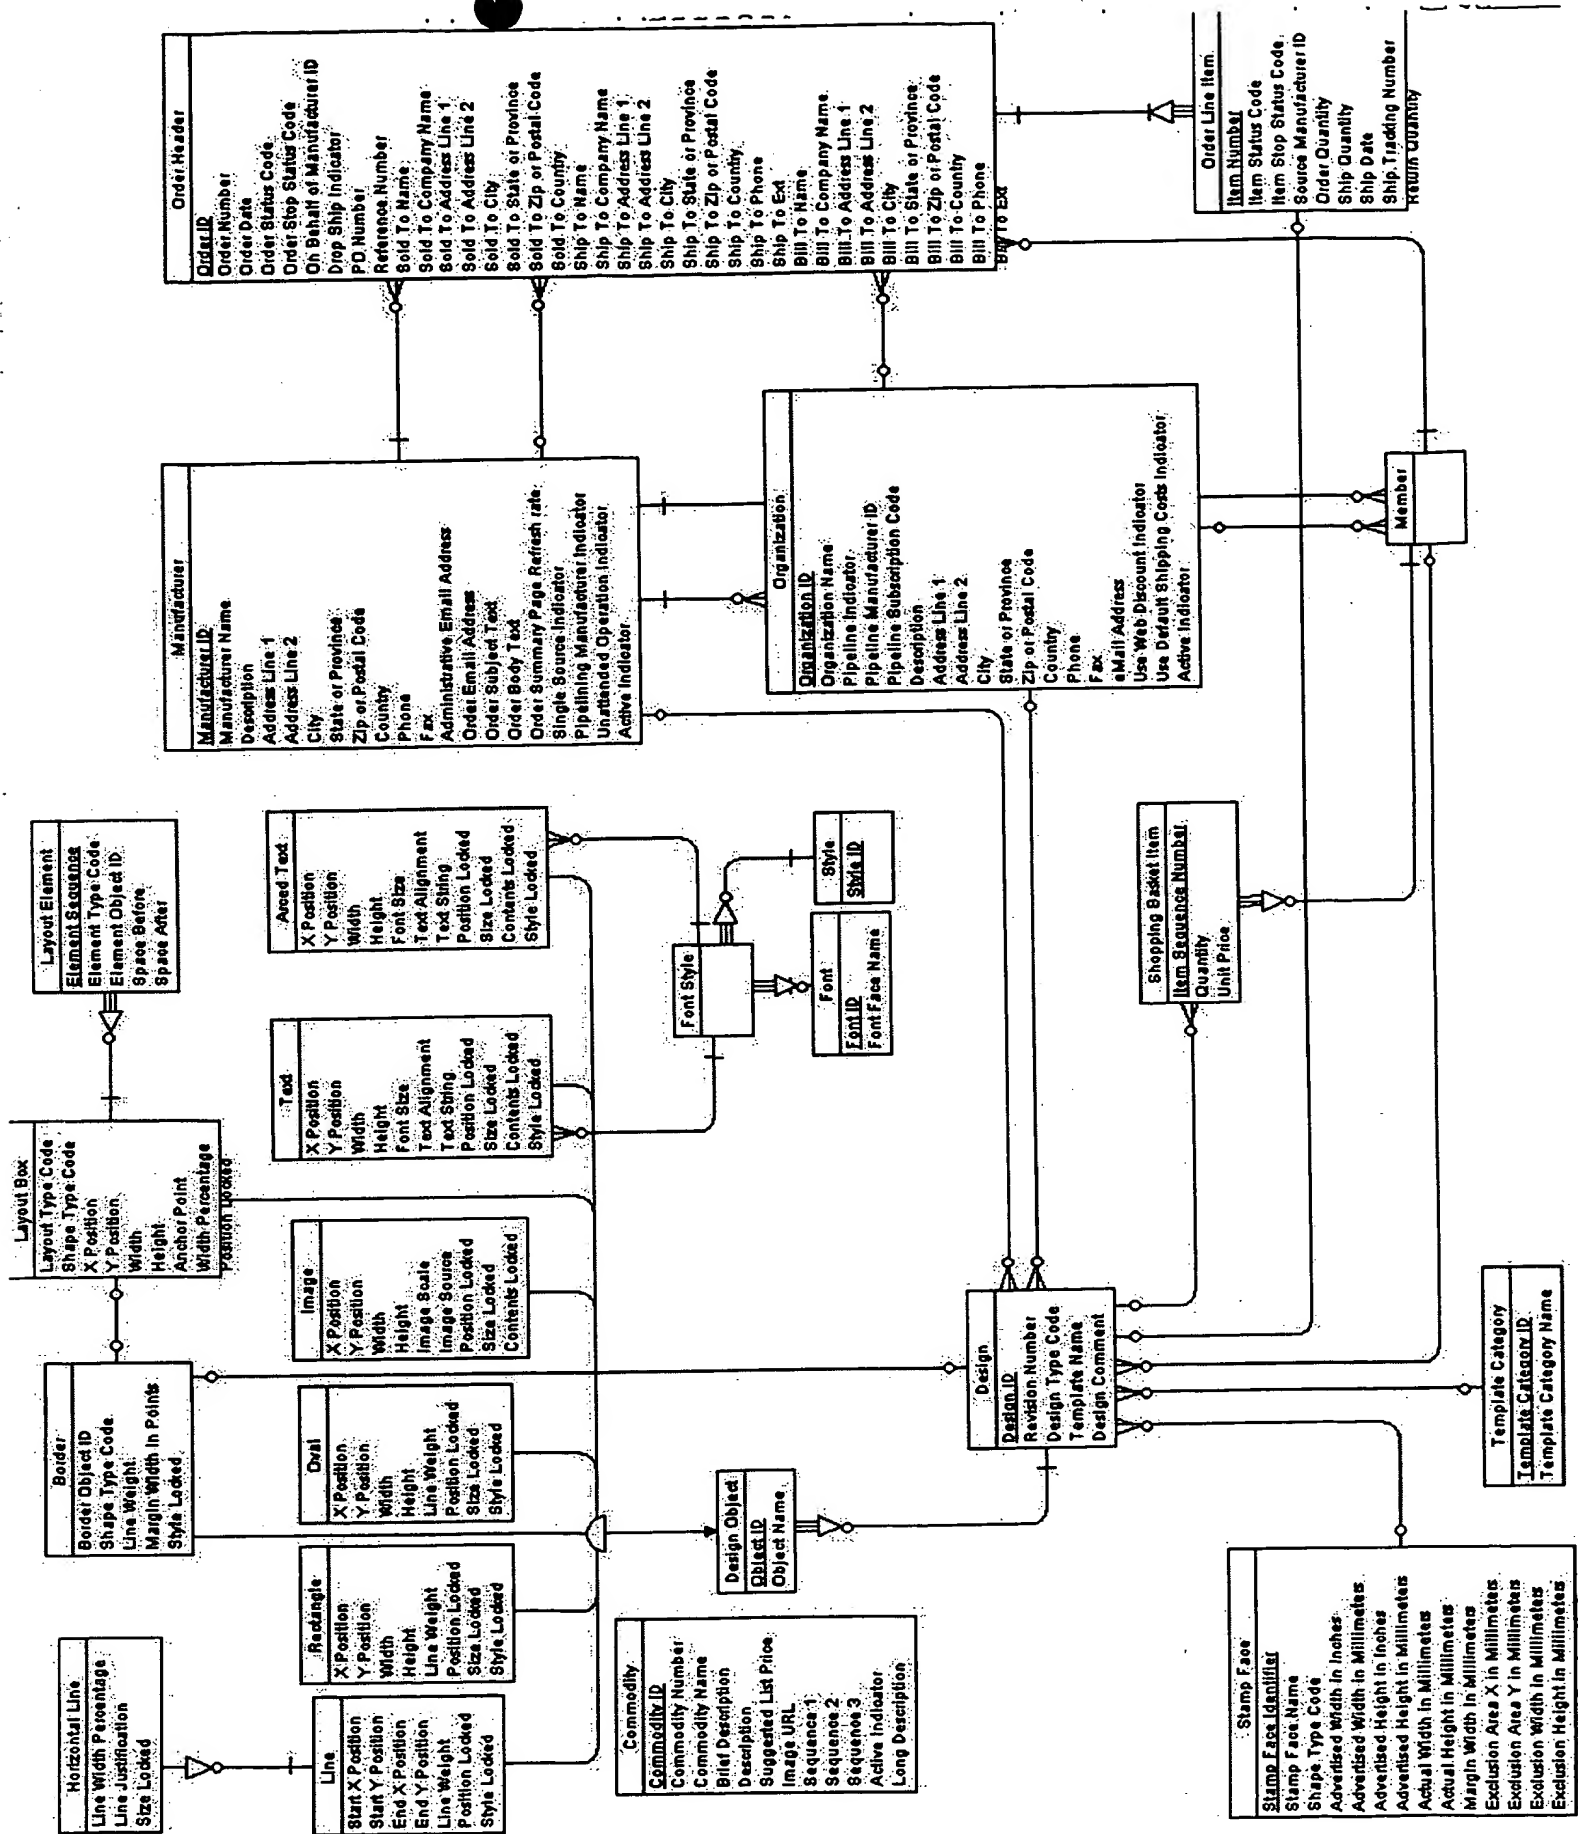 Horizontal Line
Line Width Percentage
Line Justification
Size Locked
Line
Start X Position
Start Y Position
End X Position
End Y Position
Line Weight
Position Locked
Style Locked
Border
Border Object ID
Shape Type Code
Line Weight
Margin Width In Points
Style Locked
Rectangle
X Position
Y Position
Width
Height
Line Weight
Position Locked
Size Locked
Style Locked
Oval
X Position
Y Position
Width
Height
Line Weight
Position Locked
Size Locked
Style Locked
Layout Box
Layout Type Code
Shape Type Code
X Position
Y Position
Width
Height
Anchor Point
Width Percentage
Position Locked
Image
X Position
Y Position
Width
Height
Image Scale
Image Source
Position Locked
Size Locked
Contents Locked
Layout Element
Element Sequence
Element Type Code
Element Object ID
Space Before
Space After
Text
X Position
Y Position
Width
Height
Font Size
Text Alignment
Text String
Position Locked
Size Locked
Contents Locked
Style Locked
Arced Text
X Position
Y Position
Width
Height
Font Size
Text Alignment
Text String
Position Locked
Size Locked
Contents Locked
Style Locked
Font Style
Font
Font ID
Font Face Name
Style
Style ID
Commodity
Commodity ID
Commodity Number
Commodity Name
Brief Description
Description
Suggested List Price
Image URL
Sequence 1
Sequence 2
Sequence 3
Active Indicator
Long Description
Design Object
Object ID
Object Name
Design
Design ID
Revision Number
Design Type Code
Template Name
Design Comment
Stamp Face
Stamp Face Identifier
Stamp Face Name
Shape Type Code
Advertised Width In Inches
Advertised Width In Millimeters
Advertised Height In Inches
Advertised Height In Millimeters
Actual Width In Millimeters
Actual Height In Millimeters
Margin Width In Millimeters
Exclusion Area X In Millimeters
Exclusion Area Y In Millimeters
Exclusion Width In Millimeters
Exclusion Height In Millimeters
Template Category
Template Category ID
Template Category Name
Shopping Basket Item
Item Sequence Number
Quantity
Unit Price
Manufacturer
Manufacturer ID
Manufacturer Name
Description
Address Line 1
Address Line 2
City
State or Province
Zip or Postal Code
Country
Phone
Fax
Administrative Email Address
Order Email Address
Order Subject Text
Order Body Text
Order Summary Page Refresh rate
Single Source Indicator
Pipelining Manufacturer Indicator
Unattended Operation Indicator
Active Indicator
Organization
Organization ID
Organization Name
Pipeline Indicator
Pipeline Manufacturer ID
Pipeline Subscription Code
Description
Address Line 1
Address Line 2
City
State or Province
Zip or Postal Code
Country
Phone
Fax
eMail Address
Use Web Discount Indicator
Use Default Shipping Costs Indicator
Active Indicator
Member
Order Header
Order ID
Order Number
Order Date
Order Status Code
Order Stop Status Code
On Behalf of Manufacturer ID
Drop Ship Indicator
PO Number
Reference Number
Sold To Name
Sold To Company Name
Sold To Address Line 1
Sold To Address Line 2
Sold To City
Sold To State or Province
Sold To Zip or Postal Code
Sold To Country
Ship To Name
Ship To Company Name
Ship To Address Line 1
Ship To Address Line 2
Ship To City
Ship To State or Province
Ship To Zip or Postal Code
Ship To Country
Ship To Phone
Ship To Ext
Bill To Name
Bill To Company Name
Bill To Address Line 1
Bill To Address Line 2
Bill To City
Bill To State or Province
Bill To Zip or Postal Code
Bill To Country
Bill To Phone
Bill To Ext
Order Line Item
Item Number
Item Status Code
Item Stop Status Code
Source Manufacturer ID
Order Quantity
Ship Quantity
Ship Date
Ship Tracking Number
Return Quantity